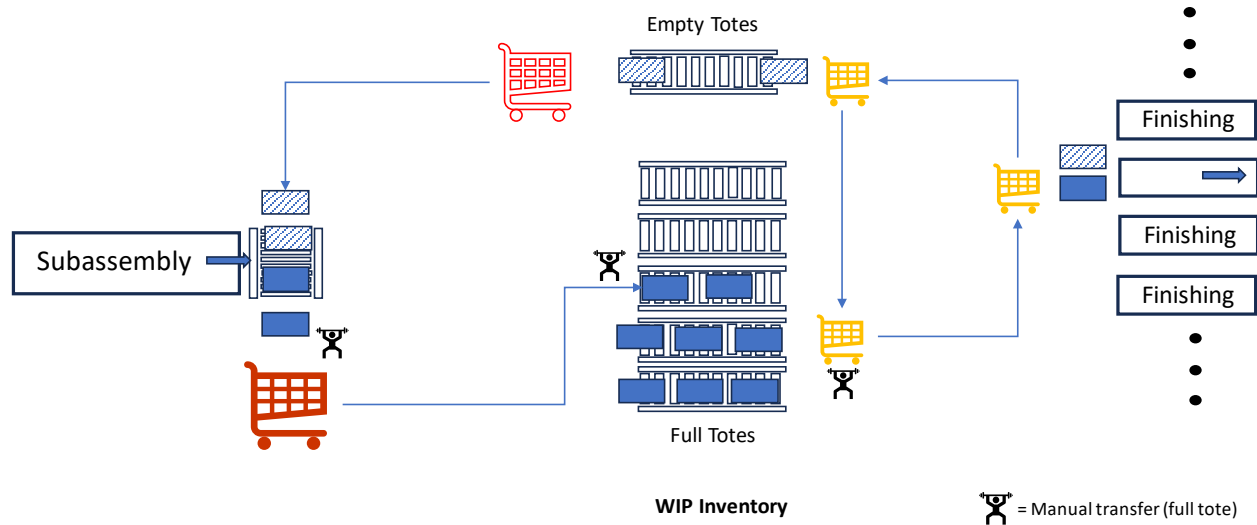 Empty Totes
Finishing
Subassembly
Finishing
Finishing
Full Totes
WIP Inventory
= Manual transfer (full tote)